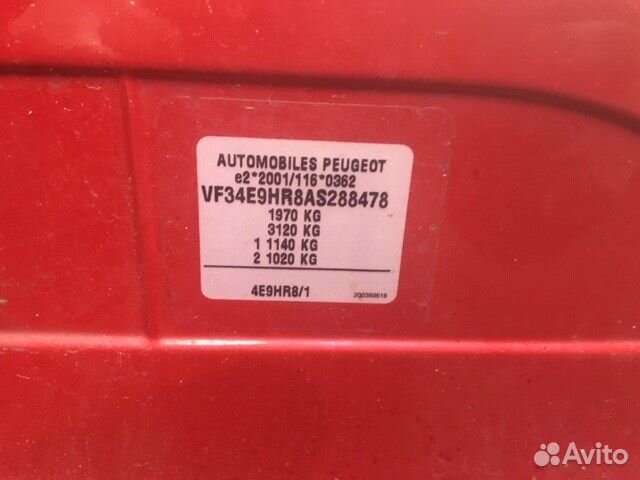 AUTOMOBILES PEUGEOT
e2*2001/116*0362
VF34E9HR8AS288478
1970 KG
3120 KG
1 1140 KG
2 1020 KG
4E9HR8/1
200369618
Avito